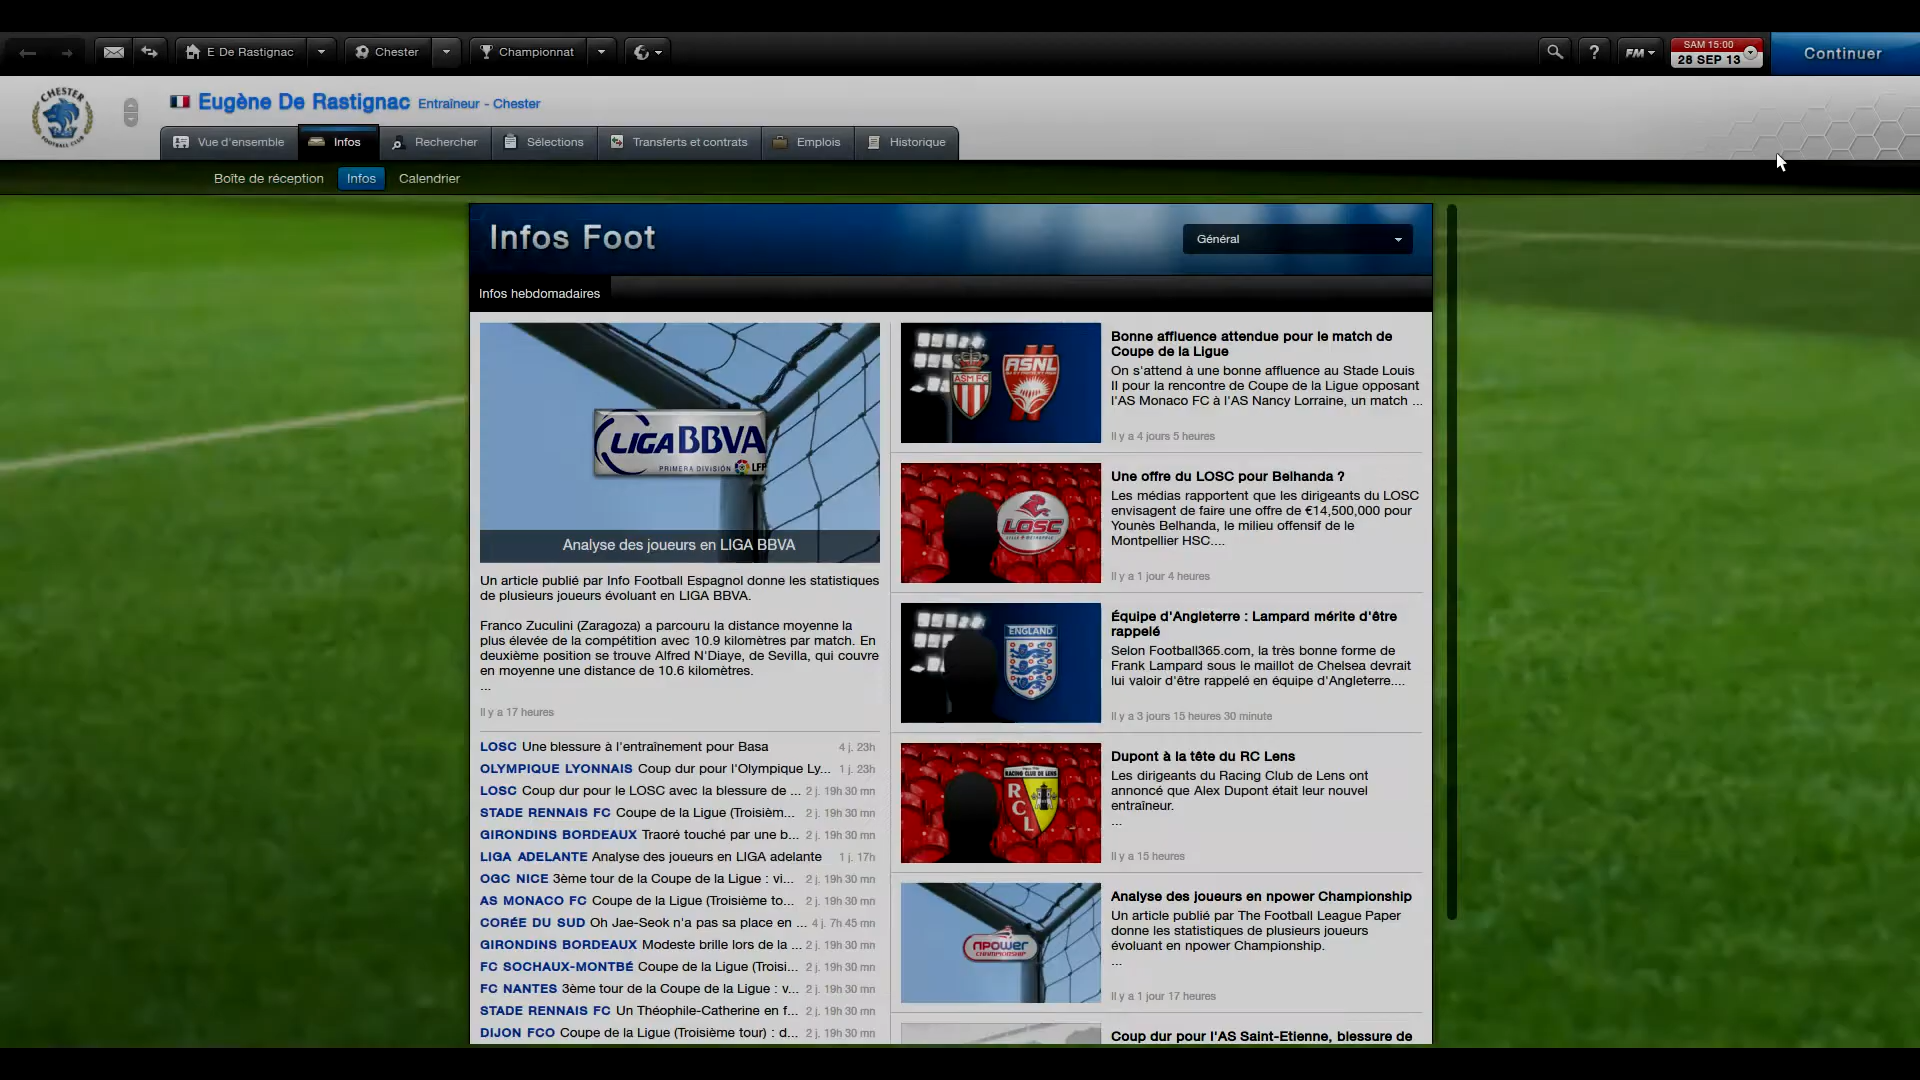 E De Rastignac
Chester
Championnat
?
FM
SAM 15:00
28 SEP 13
Continuer
CHESTER
FOOTBALL CLUB
Eugène De Rastignac Entraîneur - Chester
Vue d'ensemble
Infos
Rechercher
Sélections
Transferts et contrats
Emplois
Historique
Boîte de réception
Infos
Calendrier
Infos Foot
Général
Infos hebdomadaires
LIGA BBVA
PRIMERA DIVISIÓN LFP
Analyse des joueurs en LIGA BBVA
Un article publié par Info Football Espagnol donne les statistiques
de plusieurs joueurs évoluant en LIGA BBVA.
Franco Zuculini (Zaragoza) a parcouru la distance moyenne la
plus élevée de la compétition avec 10.9 kilomètres par match. En
deuxième position se trouve Alfred N'Diaye, de Sevilla, qui couvre
en moyenne une distance de 10.6 kilomètres.
...
Il y a 17 heures
LOSC Une blessure à l'entraînement pour Basa 4 j. 23h
OLYMPIQUE LYONNAIS Coup dur pour l'Olympique Ly... 1 j. 23h
LOSC Coup dur pour le LOSC avec la blessure de ... 2 j. 19h 30 mn
STADE RENNAIS FC Coupe de la Ligue (Troisièm... 2 j. 19h 30 mn
GIRONDINS BORDEAUX Traoré touché par une b... 2 j. 19h 30 mn
LIGA ADELANTE Analyse des joueurs en LIGA adelante 1 j. 17h
OGC NICE 3ème tour de la Coupe de la Ligue : vi... 2 j. 19h 30 mn
AS MONACO FC Coupe de la Ligue (Troisième to... 2 j. 19h 30 mn
CORÉE DU SUD Oh Jae-Seok n'a pas sa place en ... 4 j. 7h 45 mn
GIRONDINS BORDEAUX Modeste brille lors de la ... 2 j. 19h 30 mn
FC SOCHAUX-MONTBÉ Coupe de la Ligue (Troisi... 2 j. 19h 30 mn
FC NANTES 3ème tour de la Coupe de la Ligue : v... 2 j. 19h 30 mn
STADE RENNAIS FC Un Théophile-Catherine en f... 2 j. 19h 30 mn
DIJON FCO Coupe de la Ligue (Troisième tour) : d... 2 j. 19h 30 mn
ASM FC
ASNL
Bonne affluence attendue pour le match de
Coupe de la Ligue
On s'attend à une bonne affluence au Stade Louis
II pour la rencontre de Coupe de la Ligue opposant
l'AS Monaco FC à l'AS Nancy Lorraine, un match ...
Il y a 4 jours 5 heures
LOSC
Une offre du LOSC pour Belhanda ?
Les médias rapportent que les dirigeants du LOSC
envisagent de faire une offre de €14,500,000 pour
Younès Belhanda, le milieu offensif de le
Montpellier HSC....
Il y a 1 jour 4 heures
ENGLAND
Équipe d'Angleterre : Lampard mérite d'être
rappelé
Selon Football365.com, la très bonne forme de
Frank Lampard sous le maillot de Chelsea devrait
lui valoir d'être rappelé en équipe d'Angleterre....
Il y a 3 jours 15 heures 30 minute
RACING CLUB DE LENS
RCL
Dupont à la tête du RC Lens
Les dirigeants du Racing Club de Lens ont
annoncé que Alex Dupont était leur nouvel
entraîneur.
...
Il y a 15 heures
npower
CHAMPIONSHIP
Analyse des joueurs en npower Championship
Un article publié par The Football League Paper
donne les statistiques de plusieurs joueurs
évoluant en npower Championship.
...
Il y a 1 jour 17 heures
Coup dur pour l'AS Saint-Etienne, blessure de